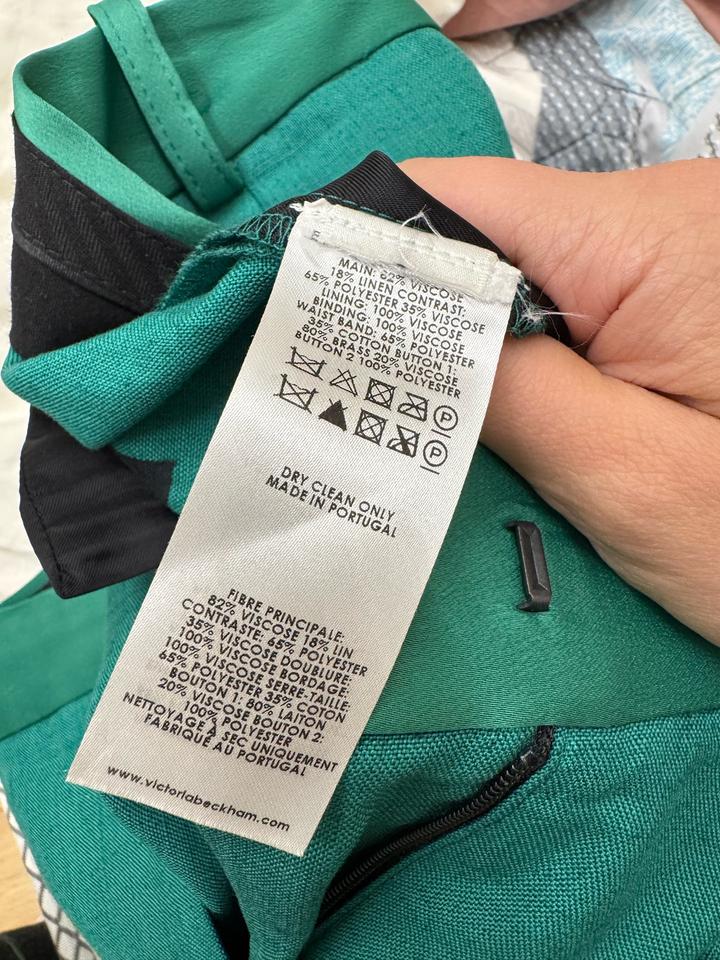 MAIN: 82% VISCOSE
18% LINEN CONTRAST:
65% POLYESTER 35% VISCOSE
LINING: 100% VISCOSE
BINDING: 100% VISCOSE
WAIST BAND: 65% POLYESTER
35% COTTON BUTTON 1:
80% BRASS 20% VISCOSE
BUTTON 2 100% POLYESTER
P
P
DRY CLEAN ONLY
MADE IN PORTUGAL
FIBRE PRINCIPALE:
82% VISCOSE 18% LIN
CONTRASTE: 65% POLYESTER
35% VISCOSE DOUBLURE:
100% VISCOSE BORDAGE:
100% VISCOSE SERRE-TAILLE:
65% POLYESTER 35% COTON
BOUTON 1: 80% LAITON
20% VISCOSE BOUTON 2:
100% POLYESTER
NETTOYAGE À SEC UNIQUEMENT
FABRIQUÉ AU PORTUGAL
www.victoriabeckham.com